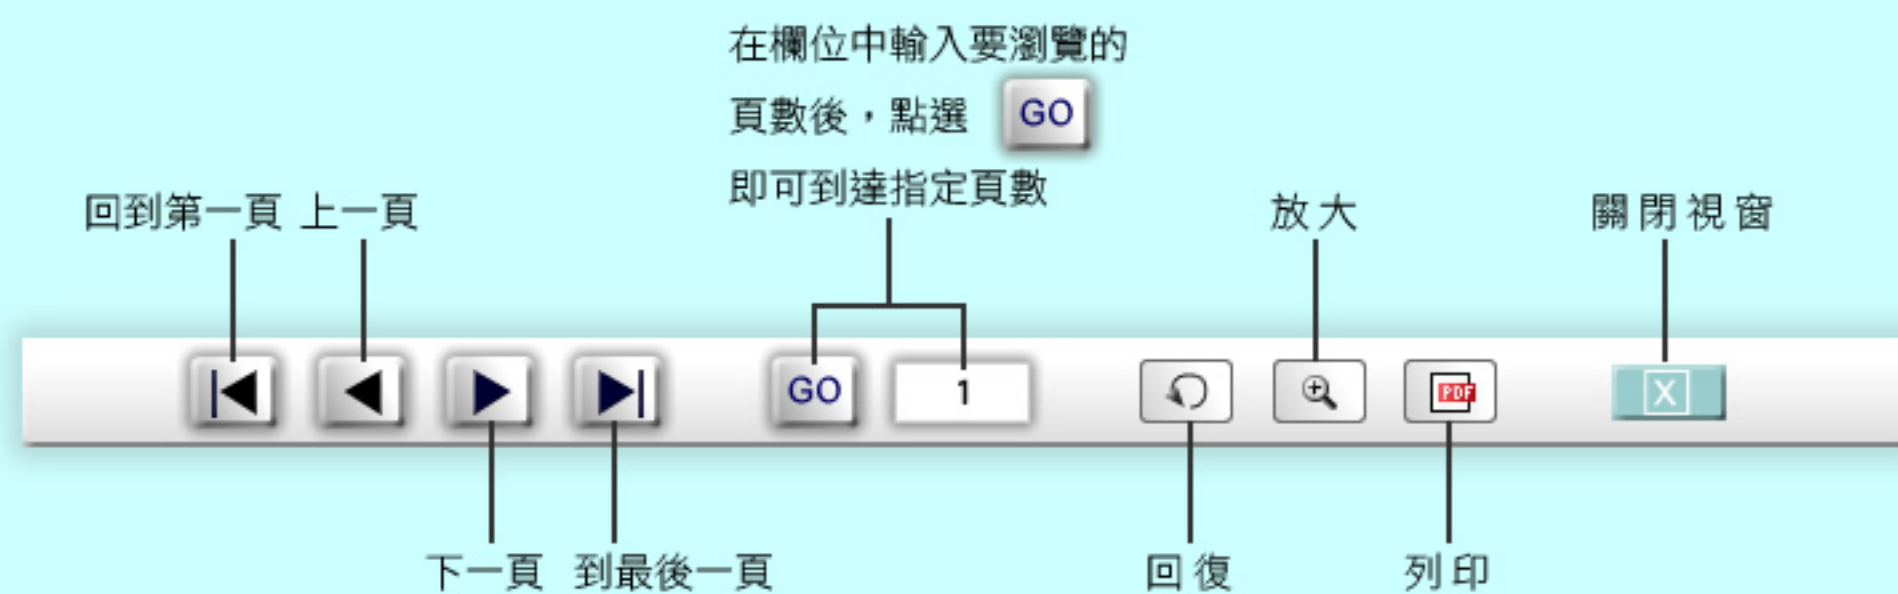 在欄位中輸入要瀏覽的
頁數後，點選 GO
即可到達指定頁數
回到第一頁 上一頁
放大
關閉視窗
GO 1 PDF X
下一頁 到最後一頁
回復
列印